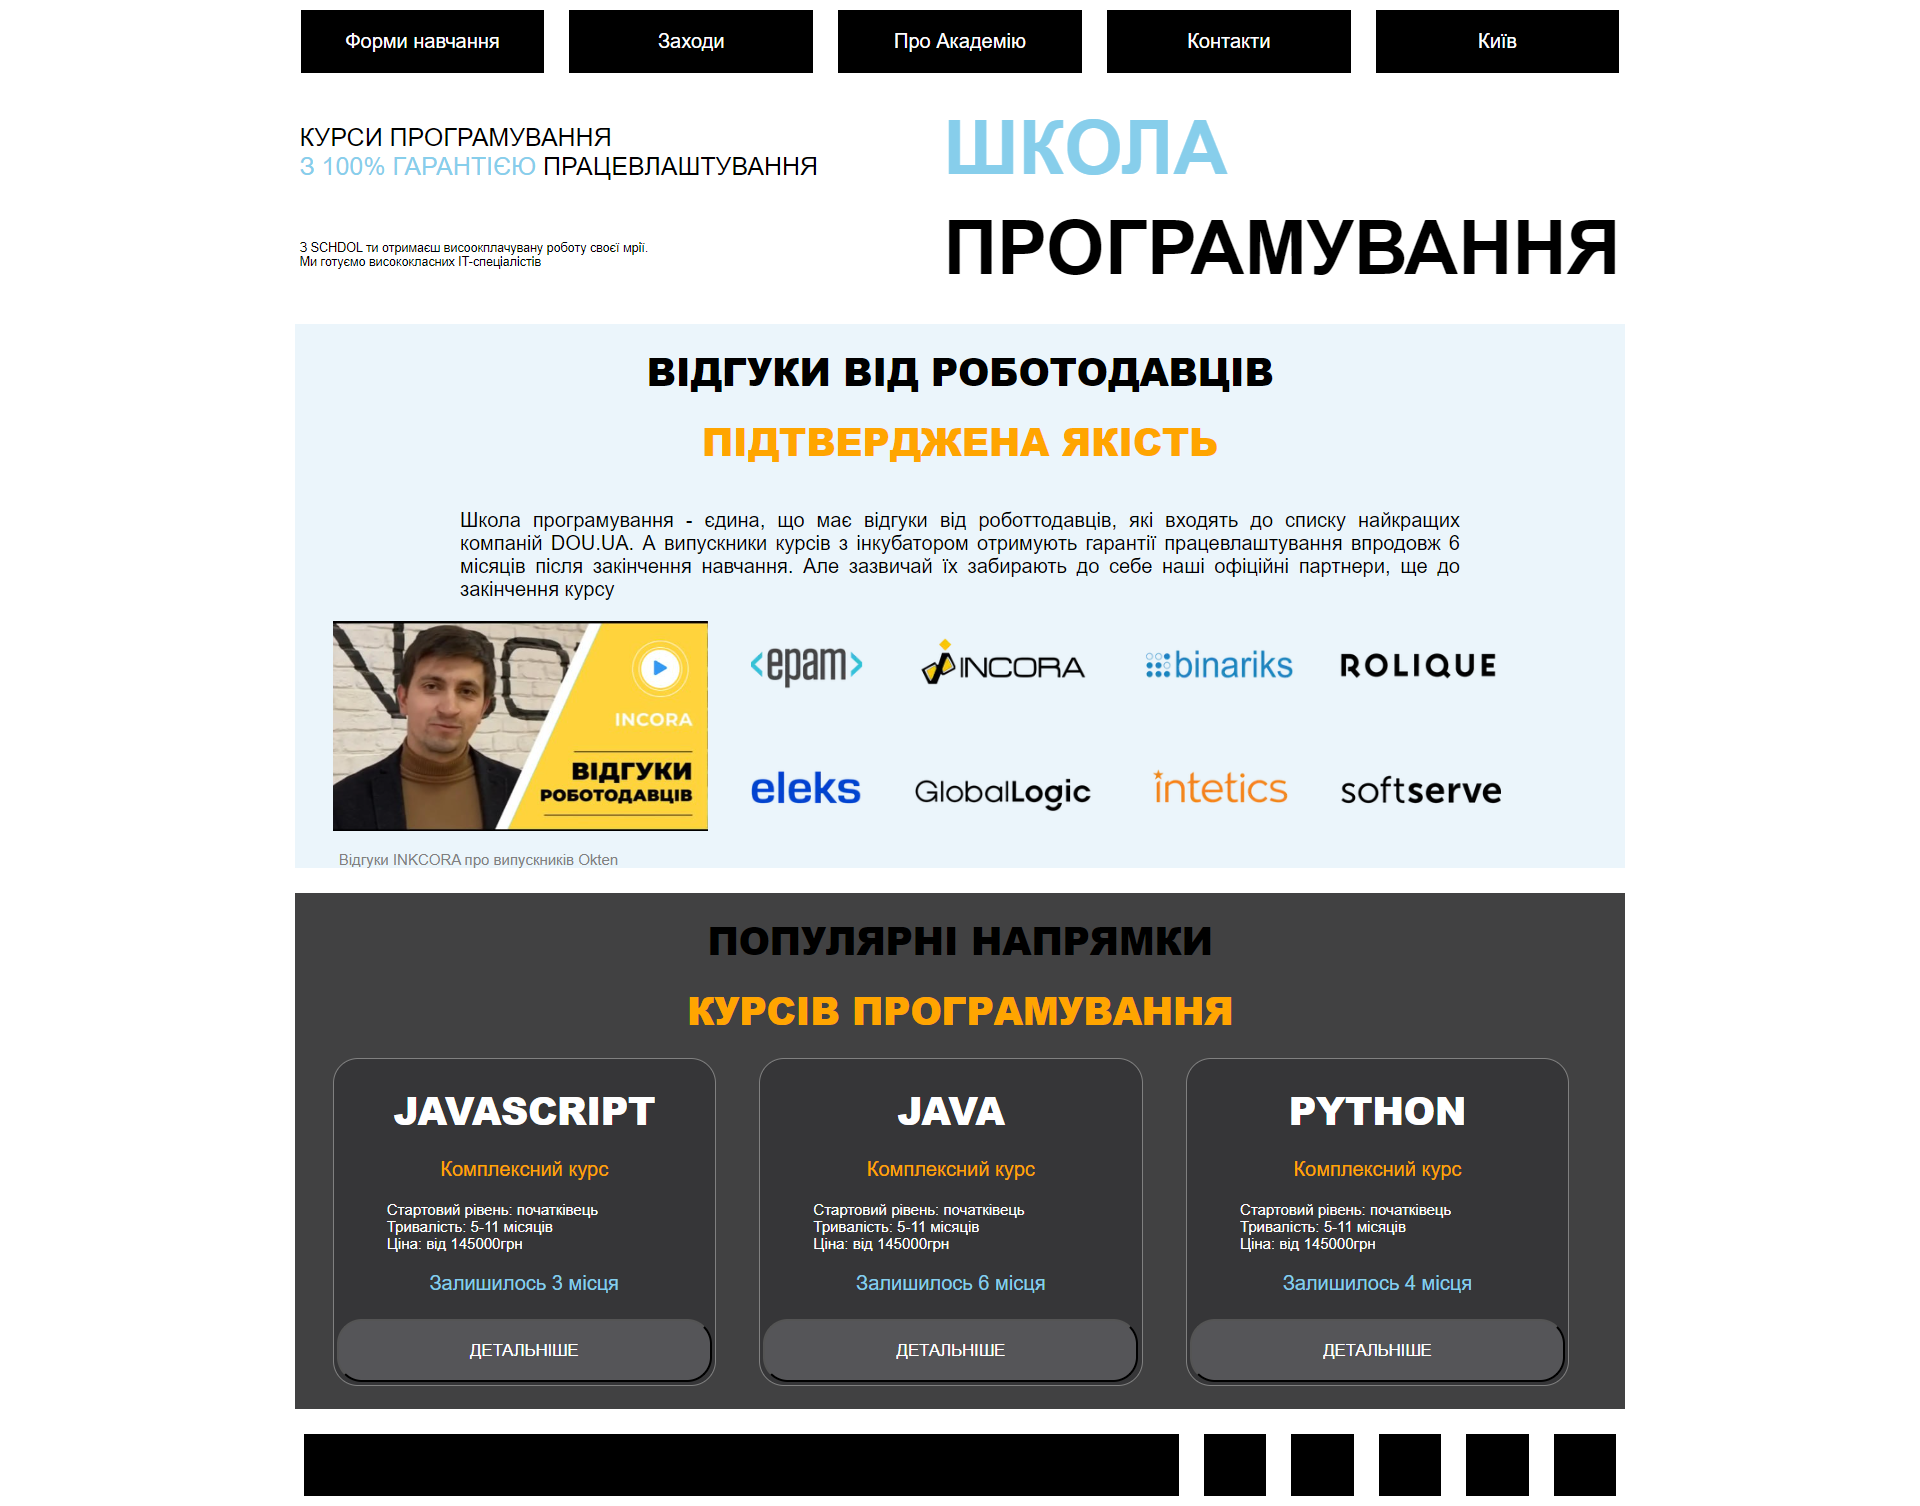 Форми навчання
Заходи
Про Академію
Контакти
Київ
КУРСИ ПРОГРАМУВАННЯ
З 100% ГАРАНТІЄЮ ПРАЦЕВЛАШТУВАННЯ
З SCHDOL ти отримаєш висоокплачувану роботу своєї мрії.
Ми готуємо висококласних ІТ-спеціалістів
ШКОЛА
ПРОГРАМУВАННЯ
ВІДГУКИ ВІД РОБОТОДАВЦІВ
ПІДТВЕРДЖЕНА ЯКІСТЬ
Школа програмування - єдина, що має відгуки від роботтодавців, які входять до списку найкращих
компаній DOU.UA. А випускники курсів з інкубатором отримують гарантії працевлаштування впродовж 6
місяців після закінчення навчання. Але зазвичай їх забирають до себе наші офіційні партнери, ще до
закінчення курсу
INCORA
ВІДГУКИ
РОБОТОДАВЦІВ
<epam>
INCORA
binariks
ROLIQUE
eleks
GlobalLogic
intetics
softserve
Відгуки INKCORA про випускників Okten
ПОПУЛЯРНІ НАПРЯМКИ
КУРСІВ ПРОГРАМУВАННЯ
JAVASCRIPT
Комплексний курс
Стартовий рівень: початківець
Тривалість: 5-11 місяців
Ціна: від 145000грн
Залишилось 3 місця
ДЕТАЛЬНІШЕ
JAVA
Комплексний курс
Стартовий рівень: початківець
Тривалість: 5-11 місяців
Ціна: від 145000грн
Залишилось 6 місця
ДЕТАЛЬНІШЕ
PYTHON
Комплексний курс
Стартовий рівень: початківець
Тривалість: 5-11 місяців
Ціна: від 145000грн
Залишилось 4 місця
ДЕТАЛЬНІШЕ